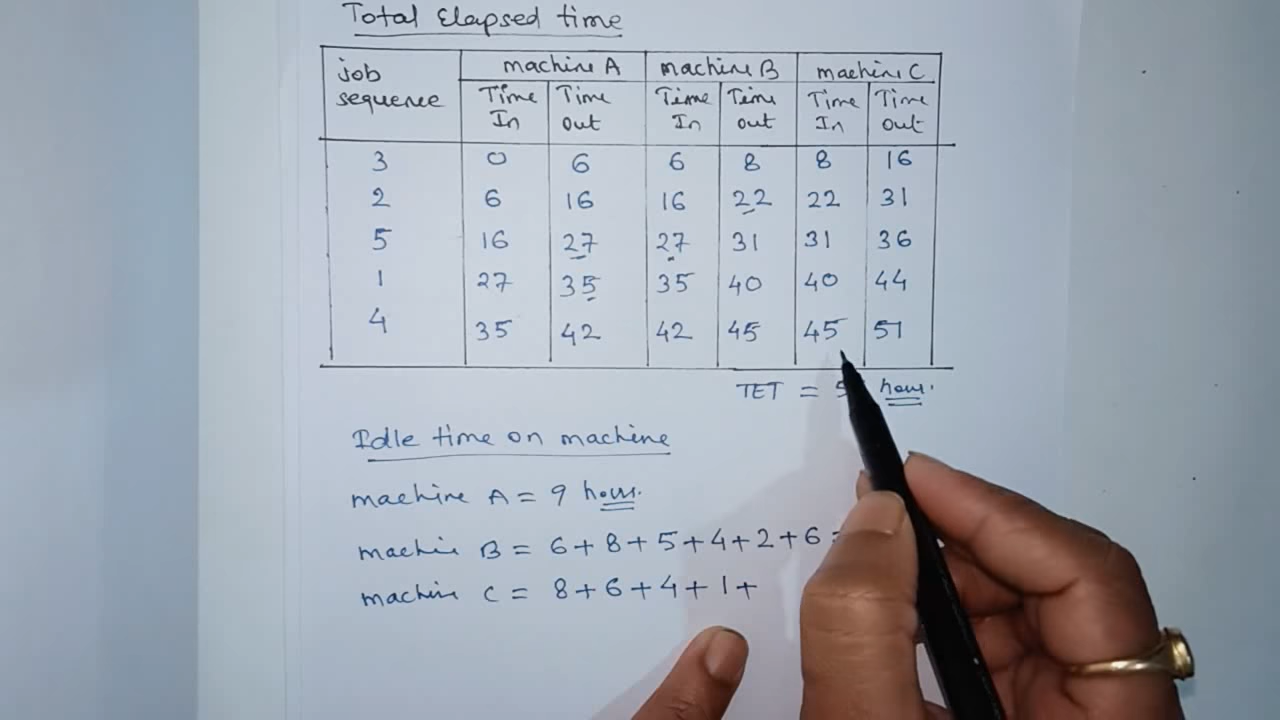 Total Elapsed time
job sequence machine A machine B machine C
Time In Time out Time In Time out Time In Time out
3 0 6 6 8 8 16
2 6 16 16 22 22 31
5 16 27 27 31 31 36
1 27 35 35 40 40 44
4 35 42 42 45 45 51
TET = hours.
Idle time on machine
machine A = 9 hours.
machine B = 6+8+5+4+2+6=
machine C = 8+6+4+1+